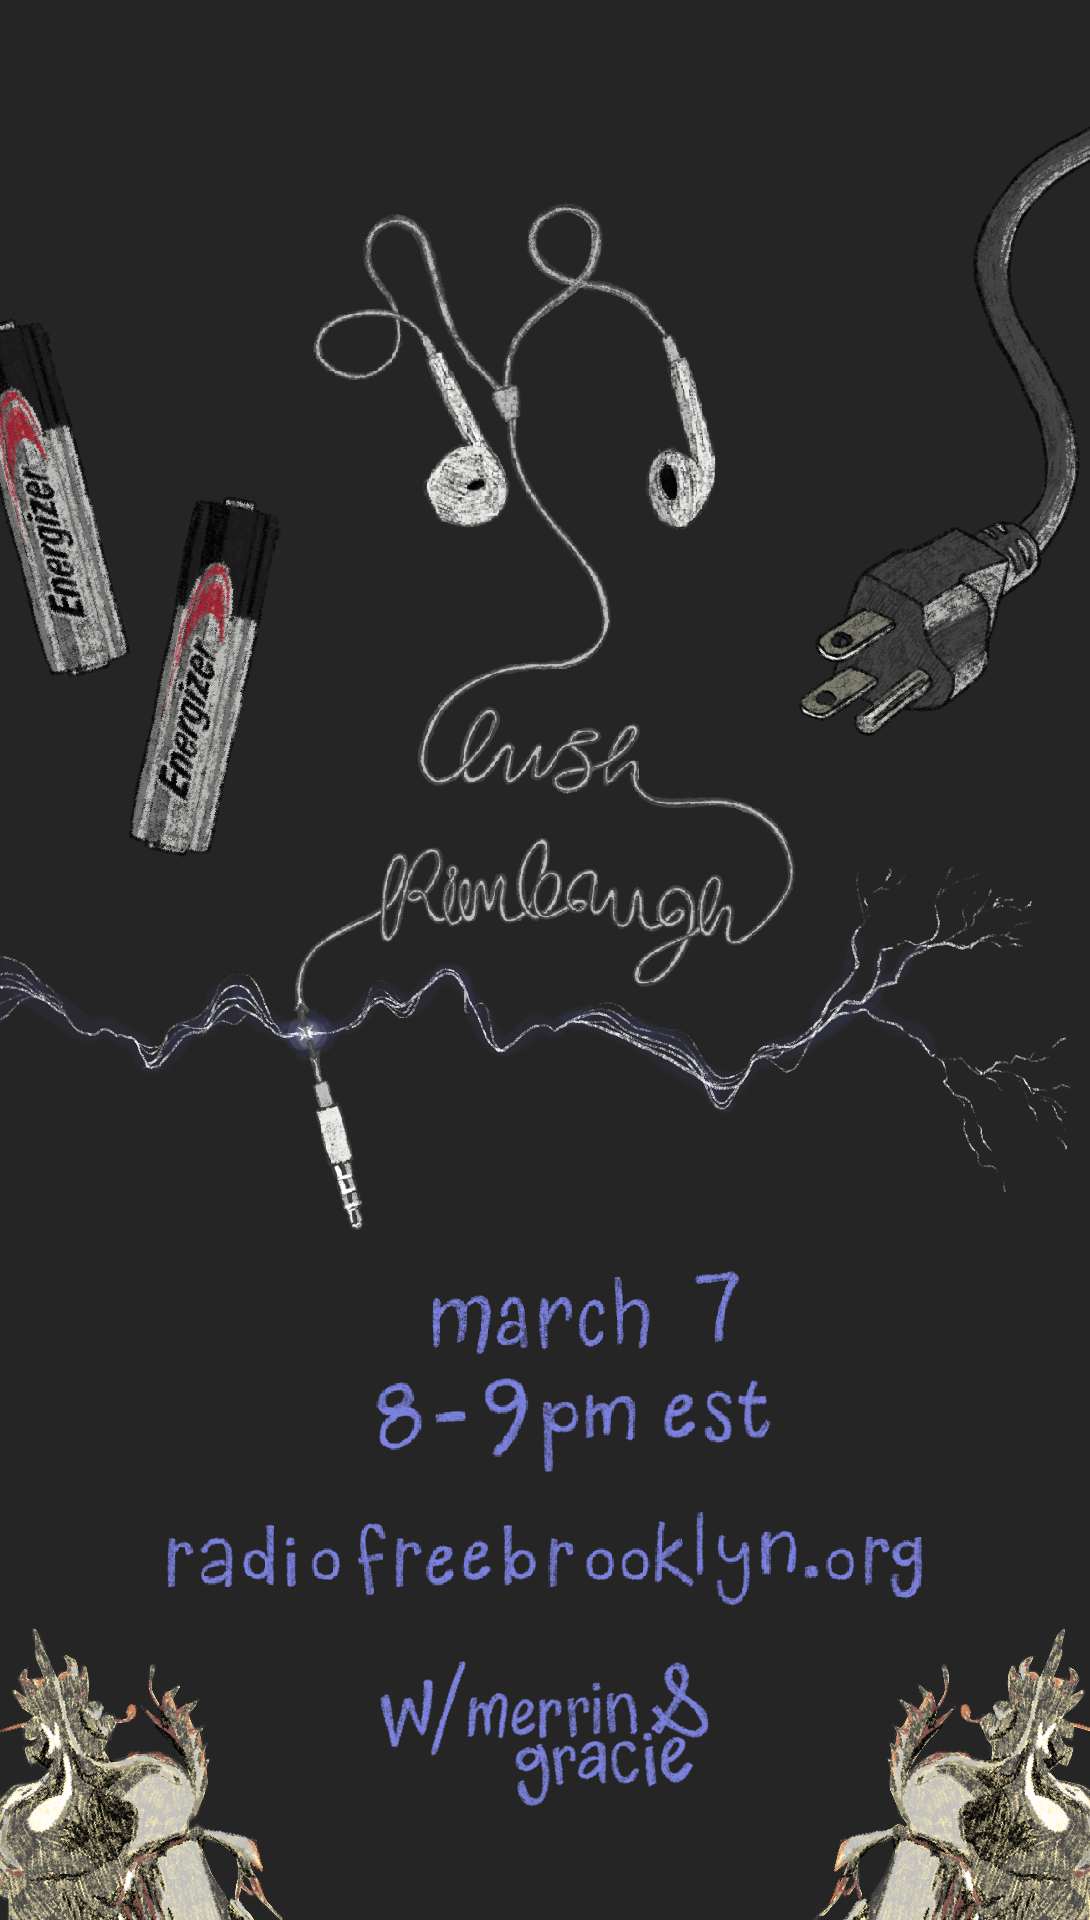 Energizer
Energizer
lush
Rimbaugh
march 7
8-9pm est
radiofreebrooklyn.org
w/merrin &
gracie